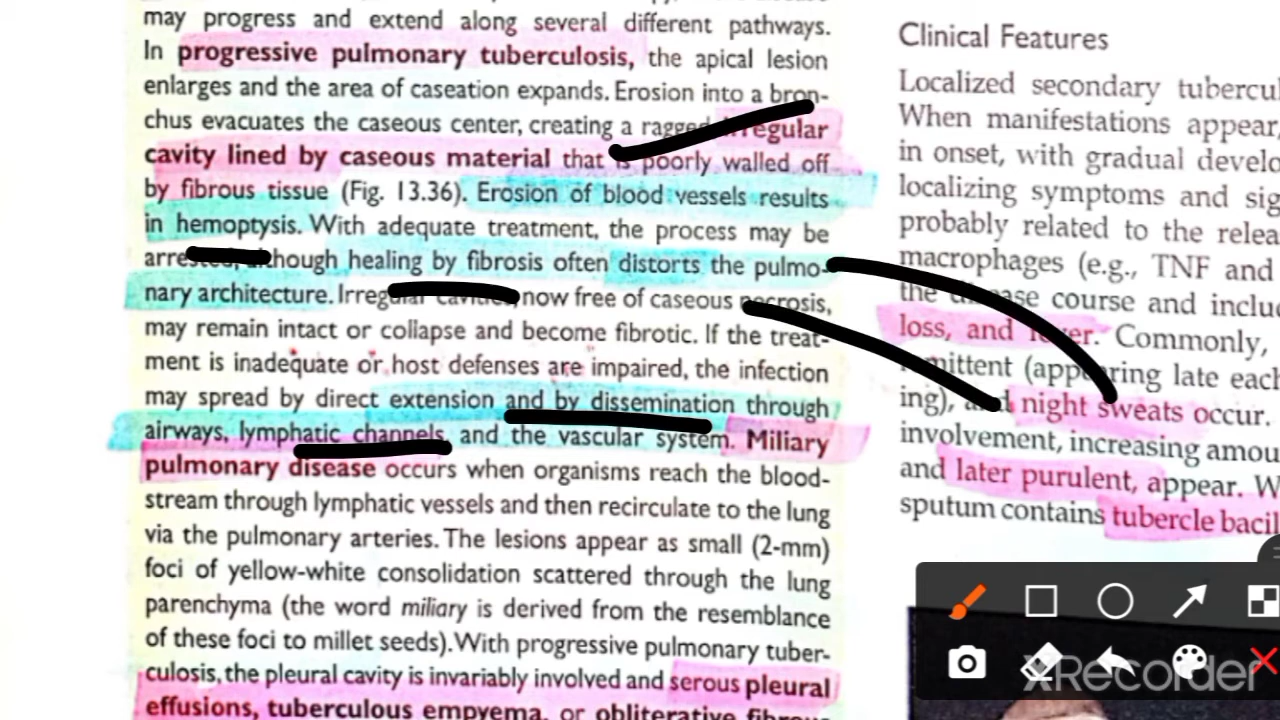 may progress and extend along several different pathways.
In progressive pulmonary tuberculosis, the apical lesion
enlarges and the area of caseation expands. Erosion into a bron-
chus evacuates the caseous center, creating a ragged irregular
cavity lined by caseous material that is poorly walled off
by fibrous tissue (Fig. 13.36). Erosion of blood vessels results
in hemoptysis. With adequate treatment, the process may be
arrested, although healing by fibrosis often distorts the pulmo-
nary architecture. Irregular cavities, now free of caseous necrosis,
may remain intact or collapse and become fibrotic. If the treat-
ment is inadequate or host defenses are impaired, the infection
may spread by direct extension and by dissemination through
airways, lymphatic channels, and the vascular system. Miliary
pulmonary disease occurs when organisms reach the blood-
stream through lymphatic vessels and then recirculate to the lung
via the pulmonary arteries. The lesions appear as small (2-mm)
foci of yellow-white consolidation scattered through the lung
parenchyma (the word miliary is derived from the resemblance
of these foci to millet seeds). With progressive pulmonary tuber-
culosis, the pleural cavity is invariably involved and serous pleural
effusions, tuberculous empyema, or obliterative
Clinical Features
Localized secondary
When manifestations appear,
in onset, with gradual
localizing symptoms and
probably related to the
macrophages (e.g., TNF and
the disease course and
loss, and fever. Commonly,
remittent (appearing late each
ing), and night sweats occur.
involvement, increasing
and later purulent, appear.
sputum contains tubercle
XRecorder